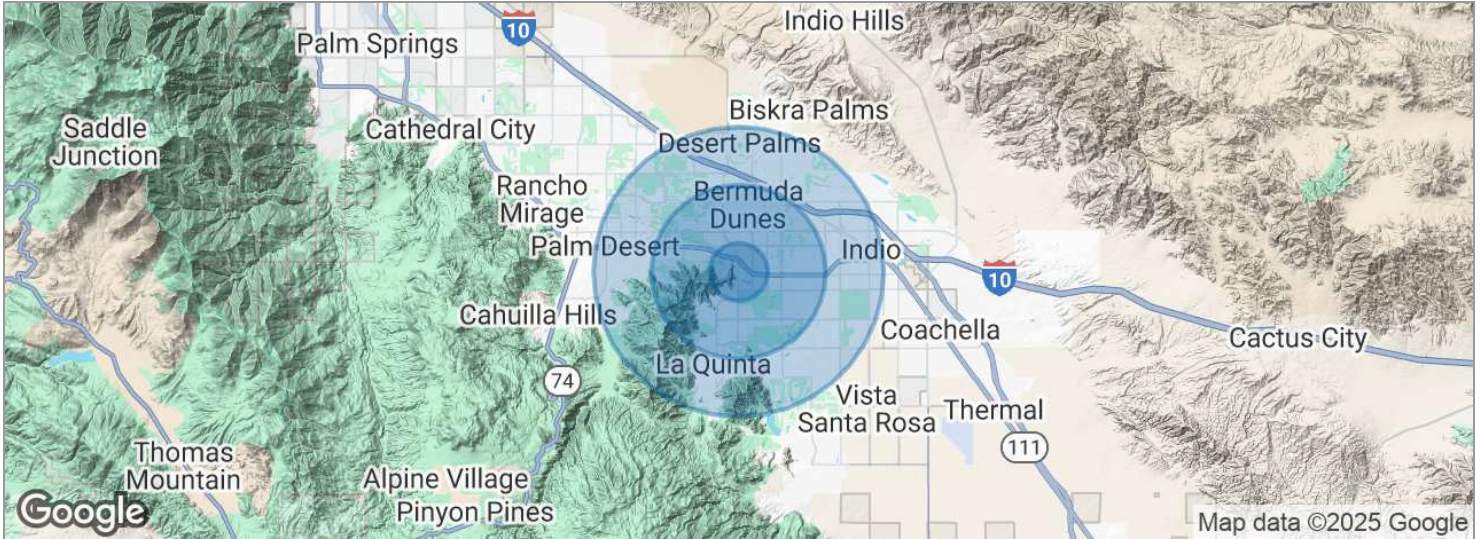 Indio Hills
10
Palm Springs
Biskra Palms
Saddle
Junction
Cathedral City
Desert Palms
Rancho
Mirage
Bermuda
Dunes
Palm Desert
Indio
10
Cahuilla Hills
Coachella
Cactus City
La Quinta
74
Vista
Santa Rosa
Thermal
111
Thomas
Mountain
Alpine Village
Pinyon Pines
Google
Map data ©2025 Google